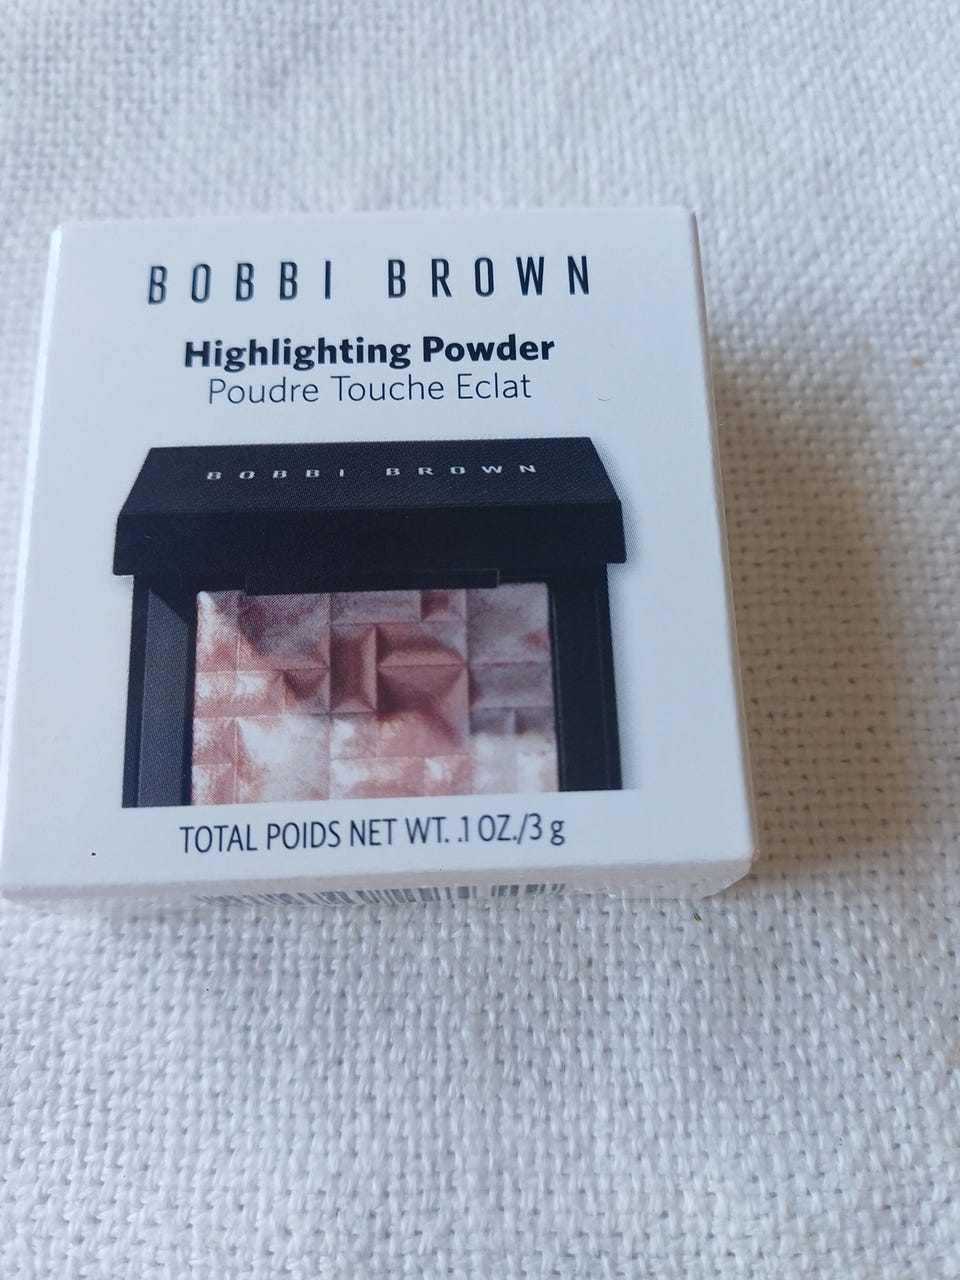 BOBBI BROWN
Highlighting Powder
Poudre Touche Eclat
BOBBI BROWN
TOTAL POIDS NET WT. .1 OZ./3 g